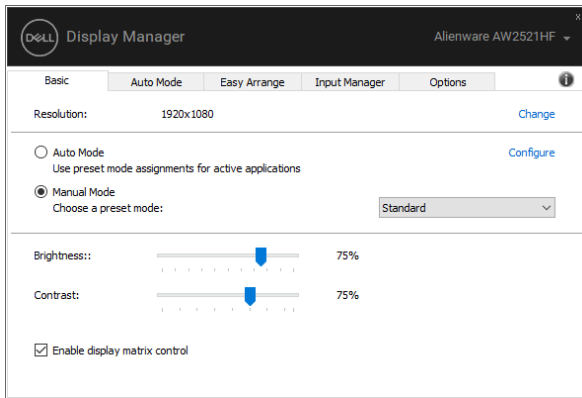 DELL Display Manager
Alienware AW2521HF
Basic Auto Mode Easy Arrange Input Manager Options
Resolution: 1920x1080 Change
Auto Mode Configure
Use preset mode assignments for active applications
Manual Mode
Choose a preset mode: Standard
Brightness:: 75%
Contrast: 75%
Enable display matrix control